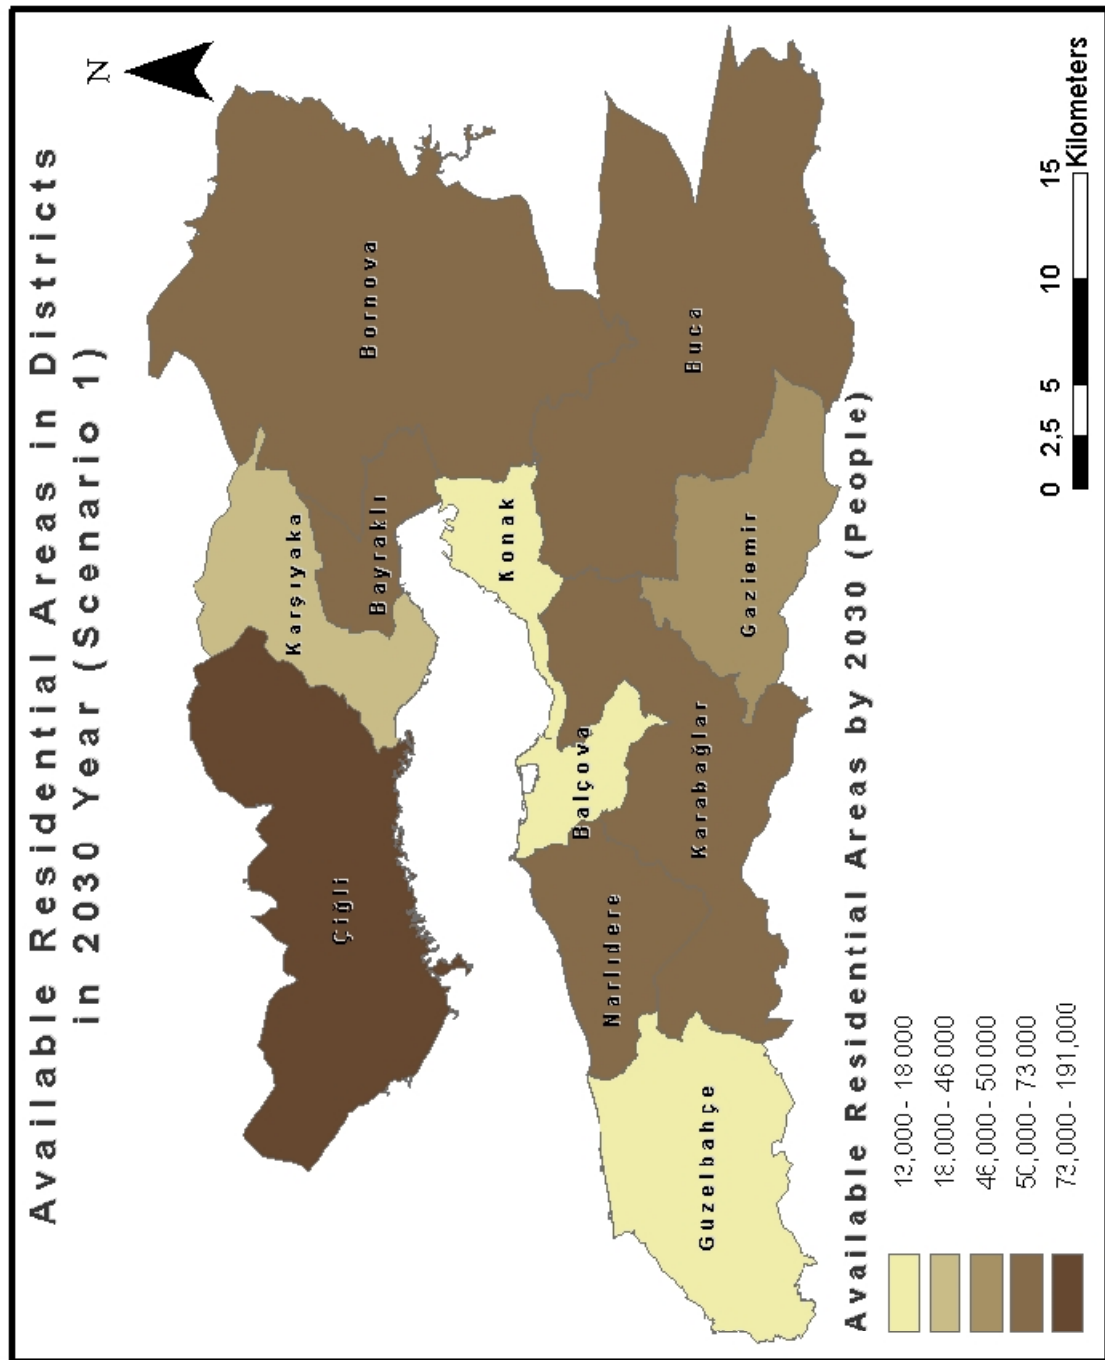 Available Residential Areas in Districts
in 2030 Year (Scenario 1)
N
Çiğli
Karşıyaka
Bayraklı
Bornova
Konak
Balçova
Narlıdere
Güzelbahçe
Karabağlar
Buca
Gaziemir
Available Residential Areas by 2030 (People)
13,000 - 18 000
18,000 - 46 000
46,000 - 50 000
50,000 - 73 000
73,000 - 191,000
0 2,5 5 10 15
Kilometers